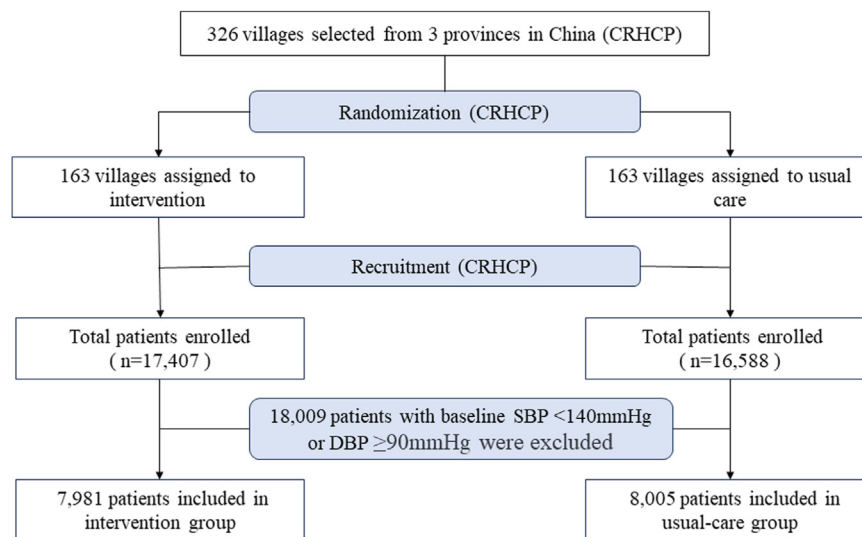 326 villages selected from 3 provinces in China (CRHCP)
Randomization (CRHCP)
163 villages assigned to
intervention
163 villages assigned to usual
care
Recruitment (CRHCP)
Total patients enrolled
( n=17,407 )
Total patients enrolled
( n=16,588 )
18,009 patients with baseline SBP <140mmHg
or DBP ≥90mmHg were excluded
7,981 patients included in
intervention group
8,005 patients included in
usual-care group